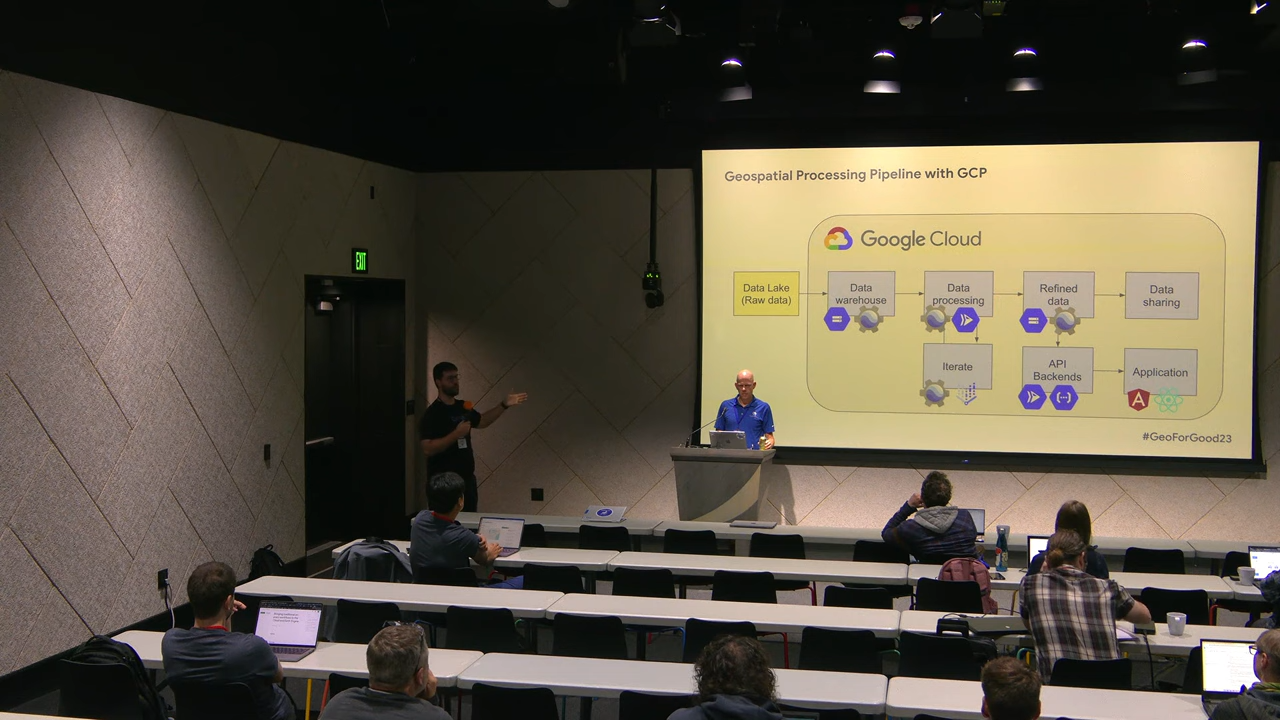 EXIT
Geospatial Processing Pipeline with GCP
Google Cloud
Data Lake
(Raw data)
Data
warehouse
Data
processing
Refined
data
Data
sharing
Iterate
API
Backends
Application
#GeoForGood23